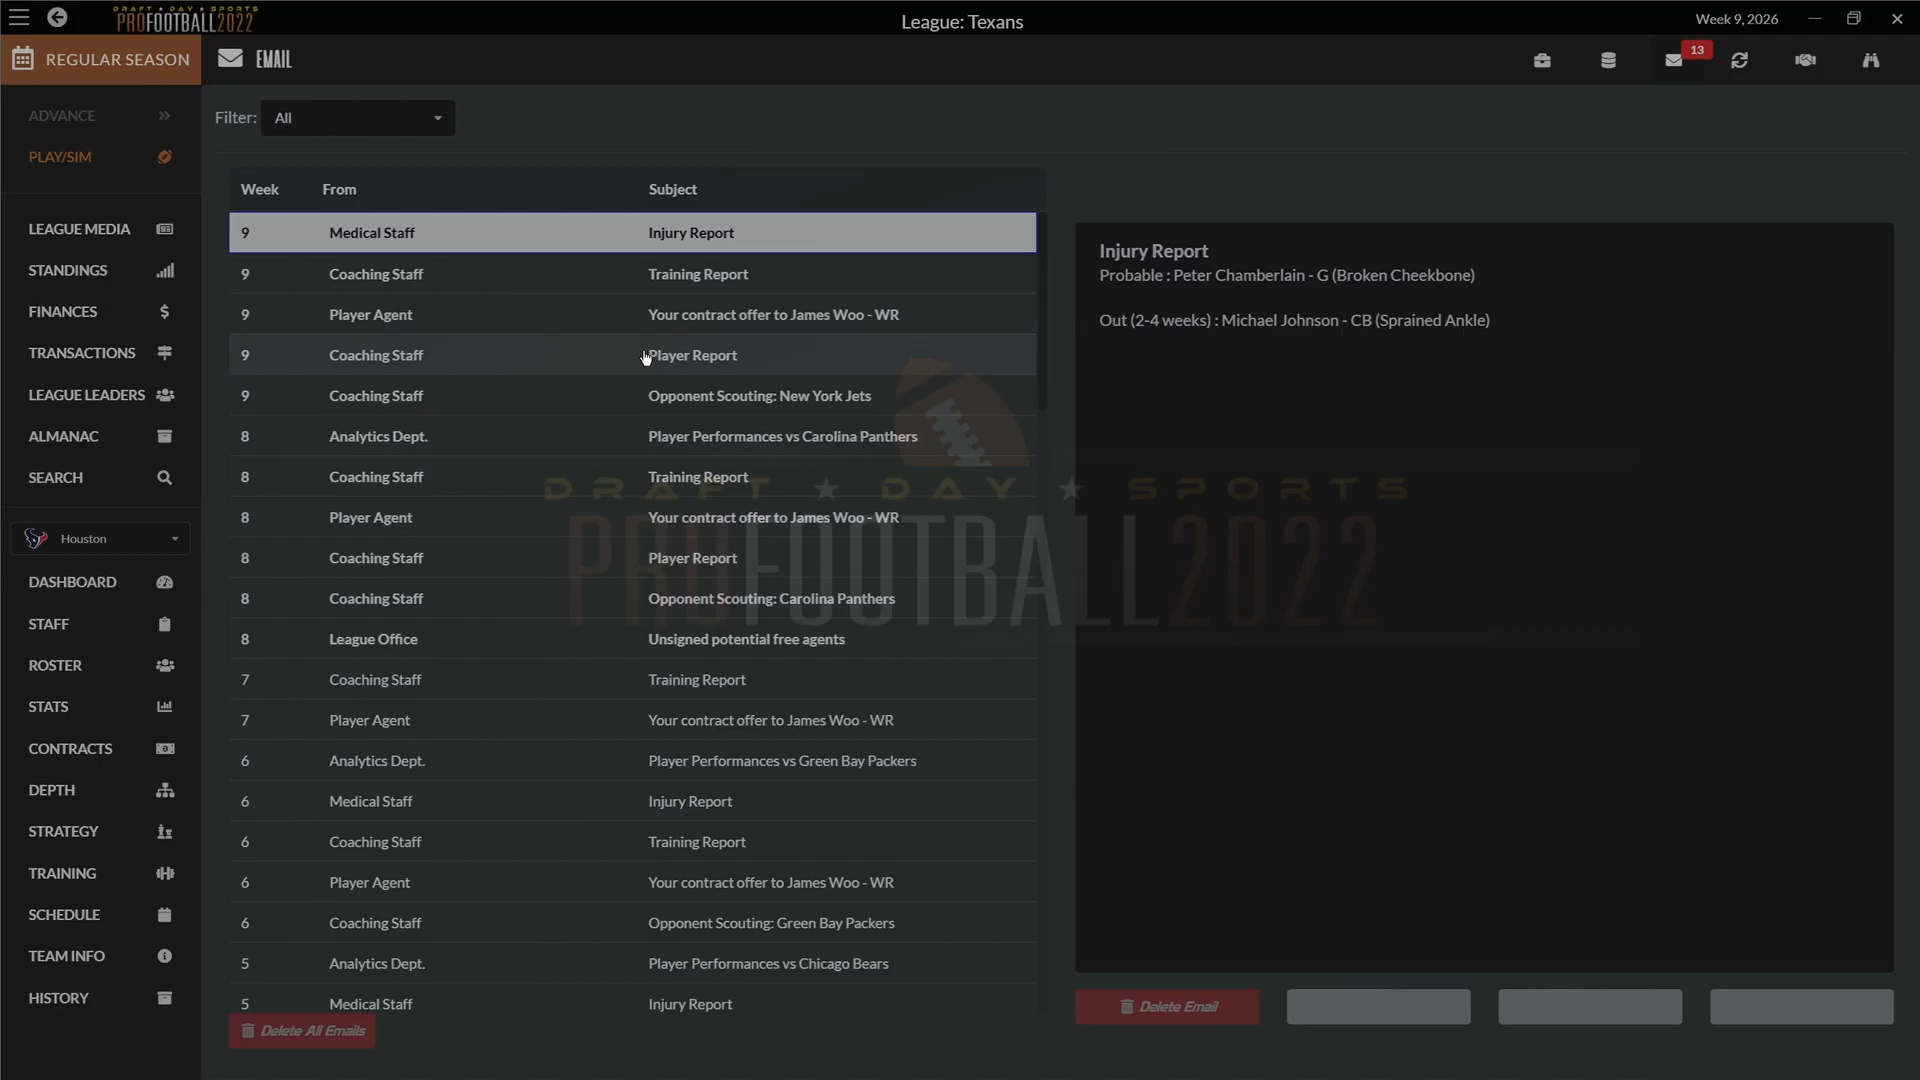 DRAFT DAY SPORTS
PROFOOTBALL2022
League: Texans
Week 9, 2026
REGULAR SEASON
EMAIL
13
ADVANCE
PLAY/SIM
LEAGUE MEDIA
STANDINGS
FINANCES
$
TRANSACTIONS
LEAGUE LEADERS
ALMANAC
SEARCH
Houston
DASHBOARD
STAFF
ROSTER
STATS
CONTRACTS
DEPTH
STRATEGY
TRAINING
SCHEDULE
TEAM INFO
HISTORY
Filter: All
Week From Subject
9 Medical Staff Injury Report
9 Coaching Staff Training Report
9 Player Agent Your contract offer to James Woo - WR
9 Coaching Staff Player Report
9 Coaching Staff Opponent Scouting: New York Jets
8 Analytics Dept. Player Performances vs Carolina Panthers
8 Coaching Staff Training Report
8 Player Agent Your contract offer to James Woo - WR
8 Coaching Staff Player Report
8 Coaching Staff Opponent Scouting: Carolina Panthers
8 League Office Unsigned potential free agents
7 Coaching Staff Training Report
7 Player Agent Your contract offer to James Woo - WR
6 Analytics Dept. Player Performances vs Green Bay Packers
6 Medical Staff Injury Report
6 Coaching Staff Training Report
6 Player Agent Your contract offer to James Woo - WR
6 Coaching Staff Opponent Scouting: Green Bay Packers
5 Analytics Dept. Player Performances vs Chicago Bears
5 Medical Staff Injury Report
Delete All Emails
Injury Report
Probable : Peter Chamberlain - G (Broken Cheekbone)
Out (2-4 weeks) : Michael Johnson - CB (Sprained Ankle)
Delete Email
DRAFT DAY SPORTS
PROFOOTBALL2022